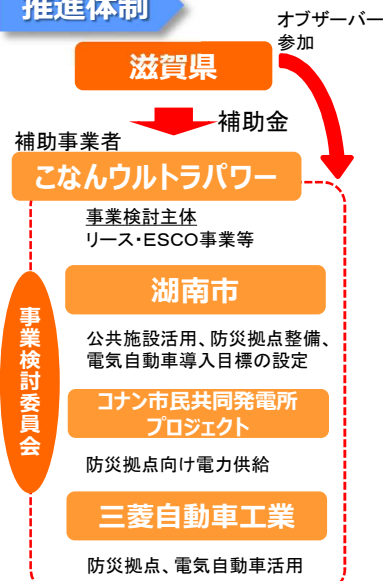 推進体制
オブザーバー
参加
滋賀県
補助金
補助事業者
こなんウルトラパワー
事業検討主体
リース・ESCO事業等
湖南市
公共施設活用、防災拠点整備、
電気自動車導入目標の設定
コナン市民共同発電所
プロジェクト
防災拠点向け電力供給
三菱自動車工業
防災拠点、電気自動車活用
事業検討委員会